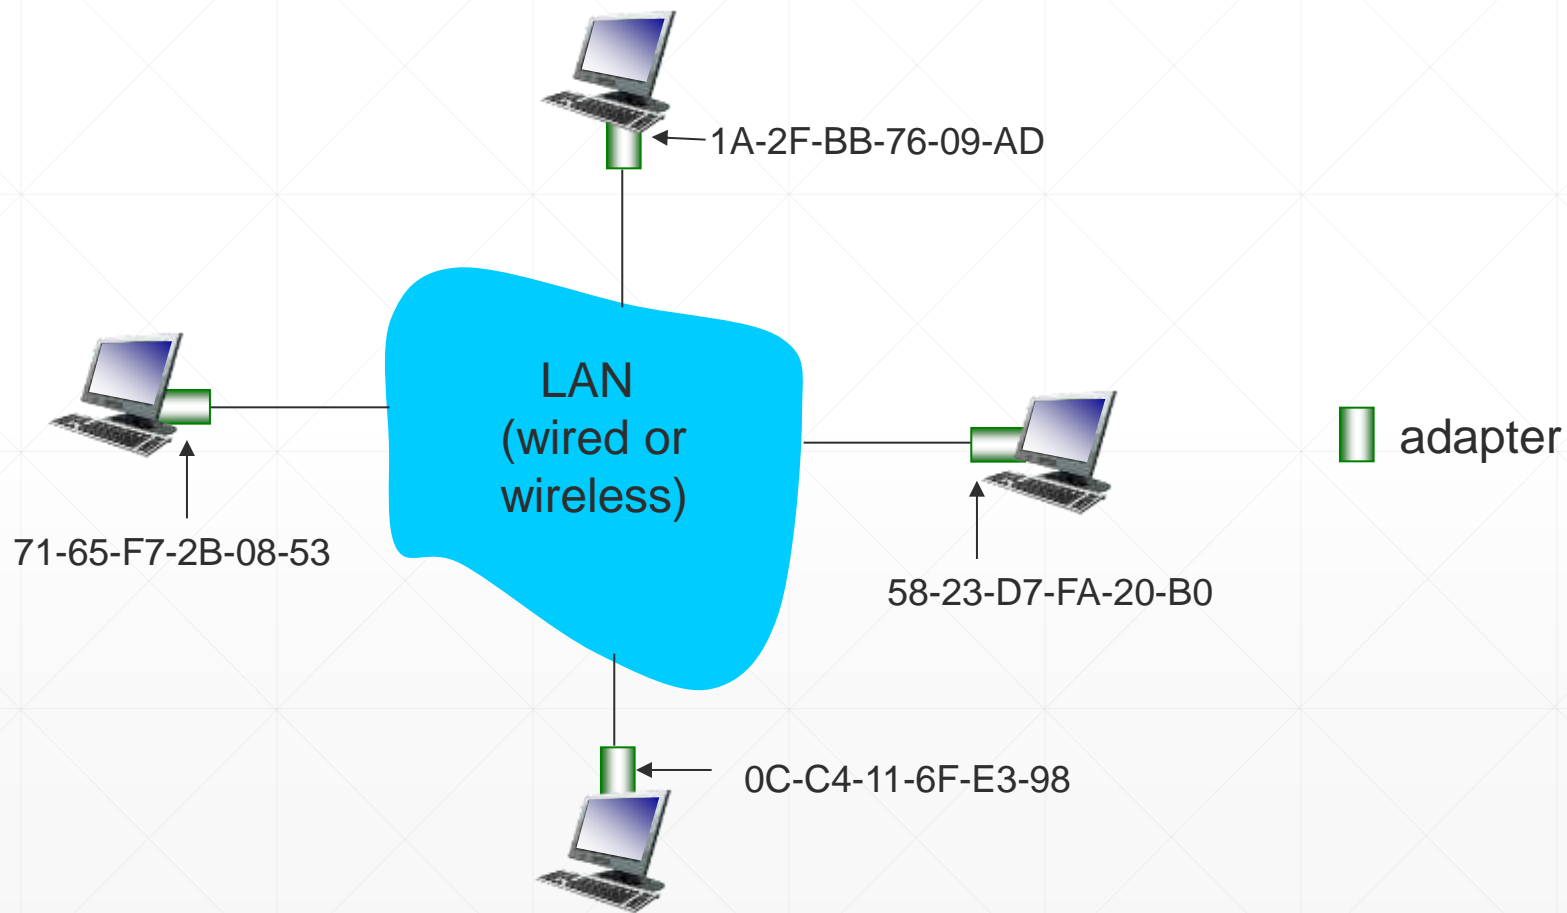 1A-2F-BB-76-09-AD
LAN
(wired or
wireless)
adapter
71-65-F7-2B-08-53
58-23-D7-FA-20-B0
0C-C4-11-6F-E3-98